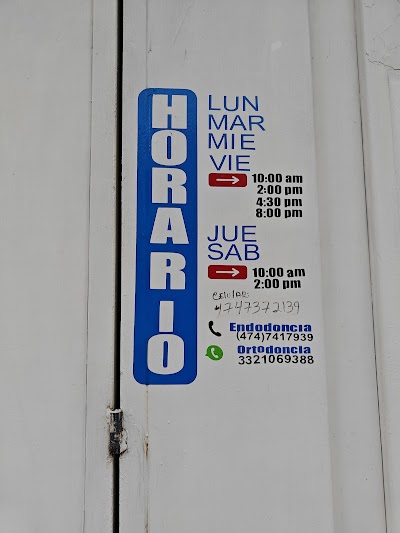 HORARIO
LUN
MAR
MIE
VIE
10:00 am
2:00 pm
4:30 pm
8:00 pm
JUE
SAB
10:00 am
2:00 pm
4747372139
Endodoncia
(474)7417939
Ortodoncia
3321069388